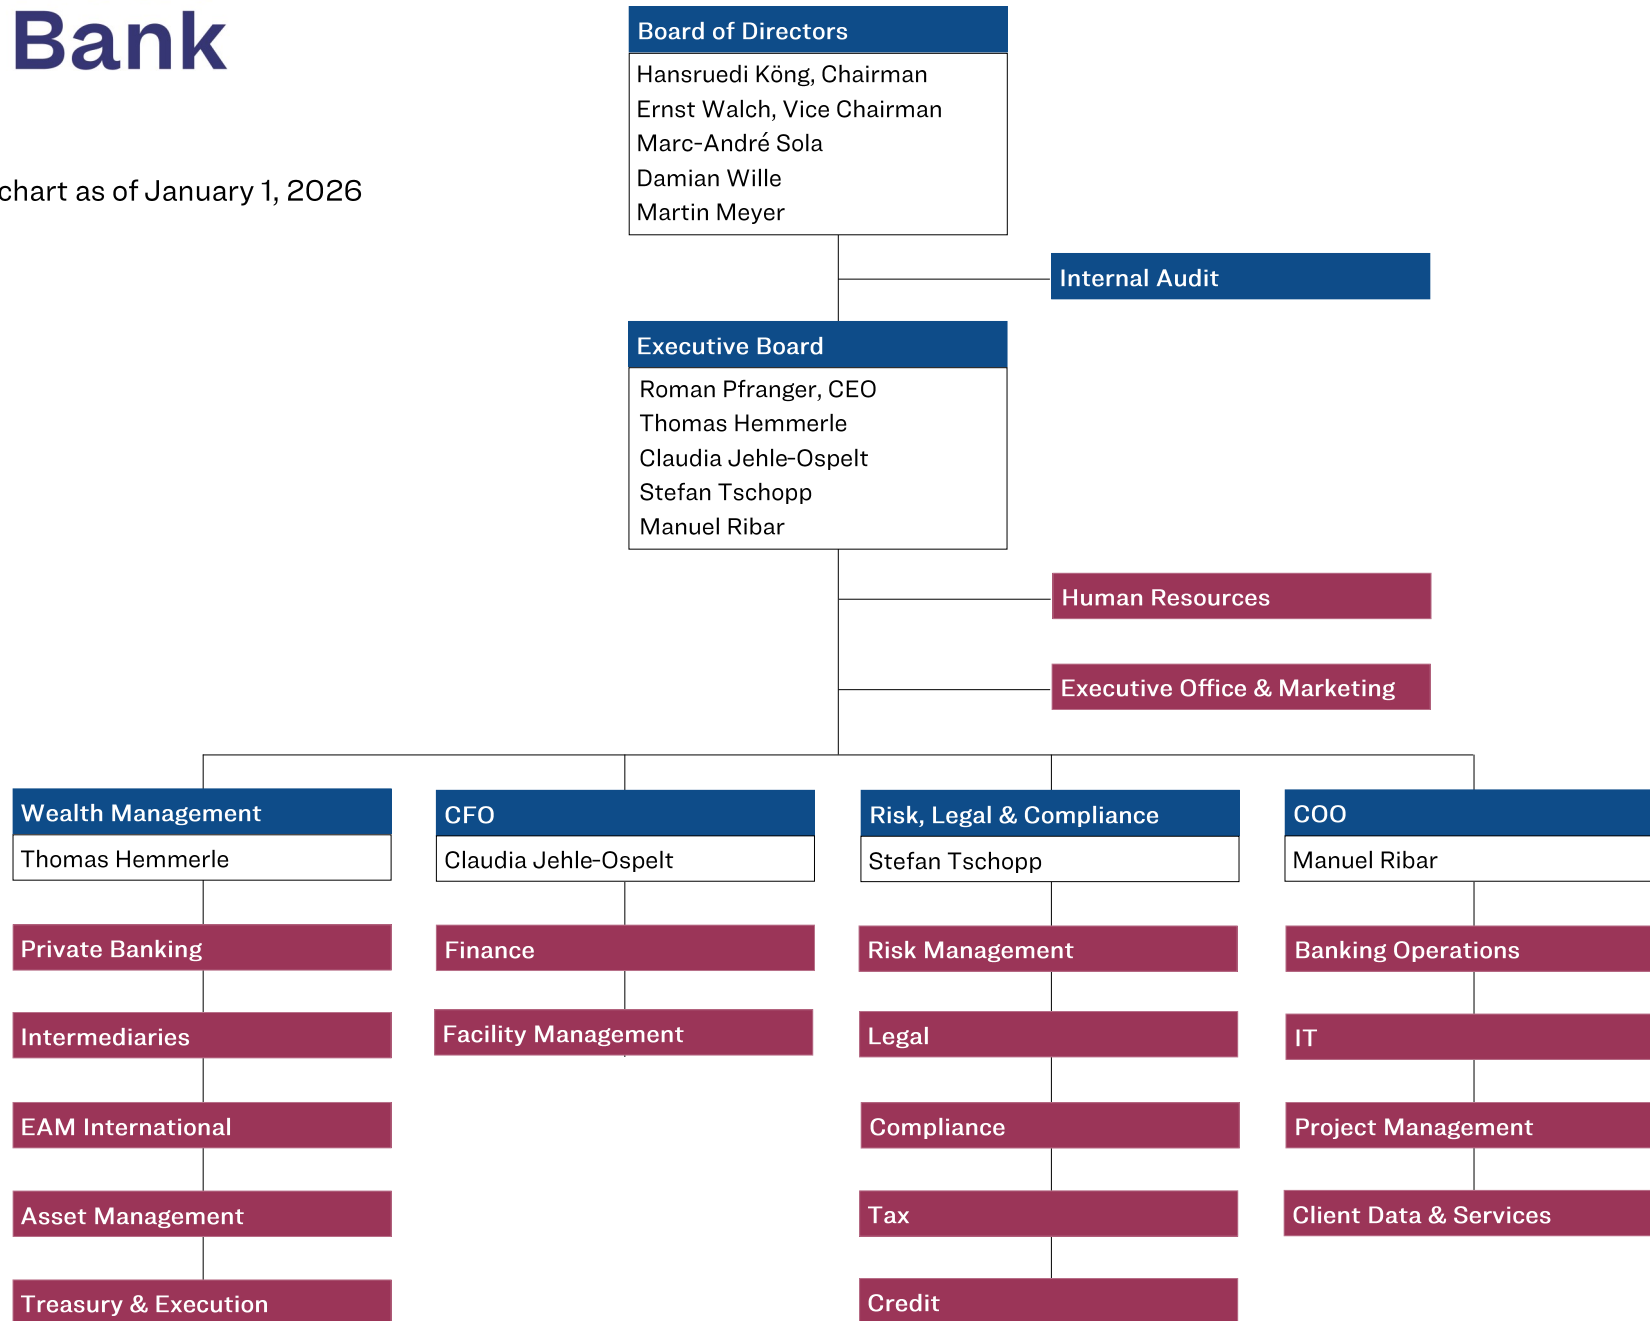 Bank
chart as of January 1, 2026
Board of Directors
Hansruedi Köng, Chairman
Ernst Walch, Vice Chairman
Marc-André Sola
Damian Wille
Martin Meyer
Internal Audit
Executive Board
Roman Pfranger, CEO
Thomas Hemmerle
Claudia Jehle-Ospelt
Stefan Tschopp
Manuel Ribar
Human Resources
Executive Office & Marketing
Wealth Management
Thomas Hemmerle
Private Banking
Intermediaries
EAM International
Asset Management
Treasury & Execution
CFO
Claudia Jehle-Ospelt
Finance
Facility Management
Risk, Legal & Compliance
Stefan Tschopp
Risk Management
Legal
Compliance
Tax
Credit
COO
Manuel Ribar
Banking Operations
IT
Project Management
Client Data & Services